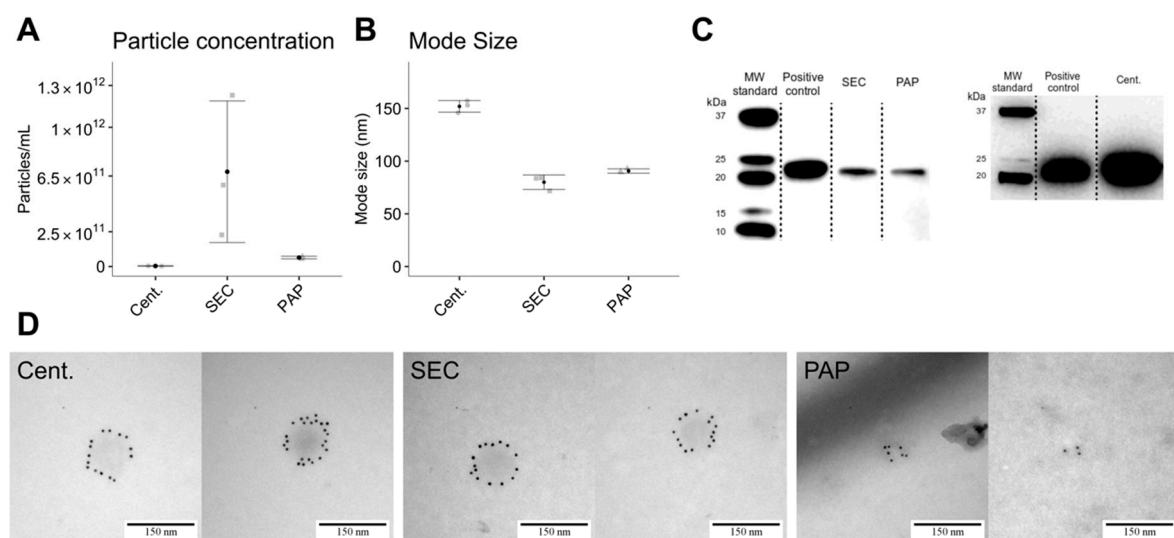 A
Particle concentration
Particles/mL
1.3 × 10¹²
1 × 10¹²
6.5 × 10¹¹
2.5 × 10¹¹
0
Cent.
SEC
PAP
B
Mode Size
Mode size (nm)
150
100
50
0
Cent.
SEC
PAP
C
MW
standard
Positive
control
SEC
PAP
kDa
37
25
20
15
10
MW
standard
Positive
control
Cent.
kDa
37
25
20
D
Cent.
150 nm
150 nm
SEC
150 nm
150 nm
PAP
150 nm
150 nm